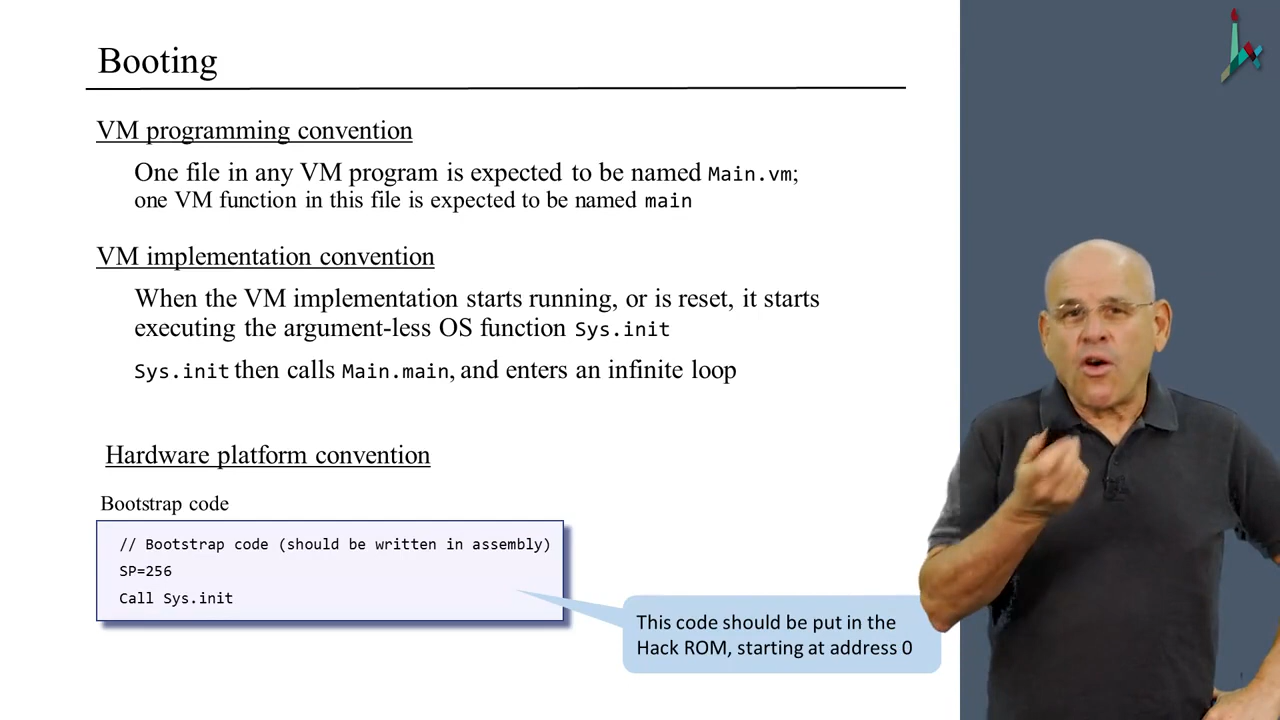 Booting
VM programming convention
One file in any VM program is expected to be named Main.vm;
one VM function in this file is expected to be named main
VM implementation convention
When the VM implementation starts running, or is reset, it starts
executing the argument-less OS function Sys.init
Sys.init then calls Main.main, and enters an infinite loop
Hardware platform convention
Bootstrap code
// Bootstrap code (should be written in assembly)
SP=256
Call Sys.init
This code should be put in the
Hack ROM, starting at address 0